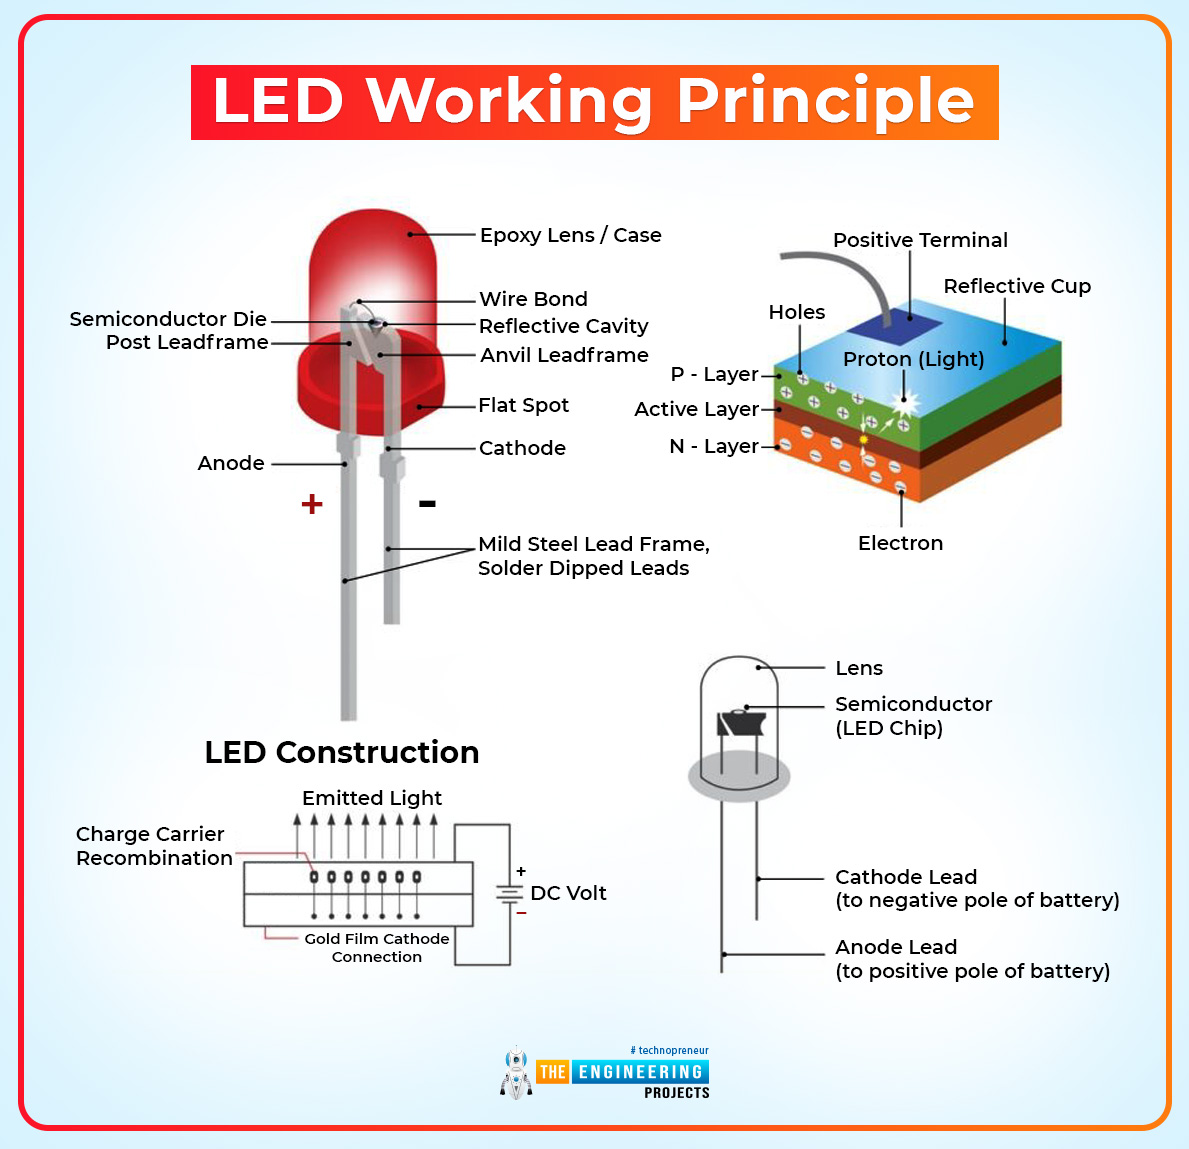 LED Working Principle
Epoxy Lens / Case
Wire Bond
Semiconductor Die
Reflective Cavity
Post Leadframe
Anvil Leadframe
Flat Spot
Cathode
Anode
+
-
Mild Steel Lead Frame,
Solder Dipped Leads
Positive Terminal
Reflective Cup
Holes
Proton (Light)
P - Layer
Active Layer
N - Layer
Electron
LED Construction
Emitted Light
Charge Carrier
Recombination
+
DC Volt
−
Gold Film Cathode
Connection
Lens
Semiconductor
(LED Chip)
Cathode Lead
(to negative pole of battery)
Anode Lead
(to positive pole of battery)
# technopreneur
THE ENGINEERING
PROJECTS